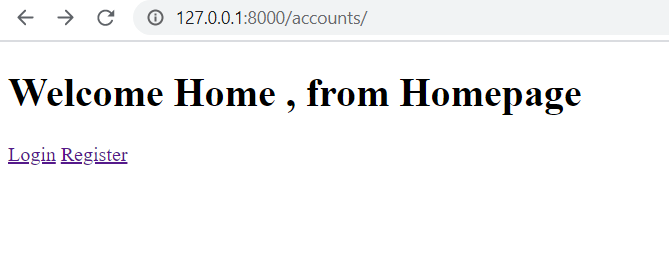 127.0.0.1:8000/accounts/
Welcome Home , from Homepage
Login Register